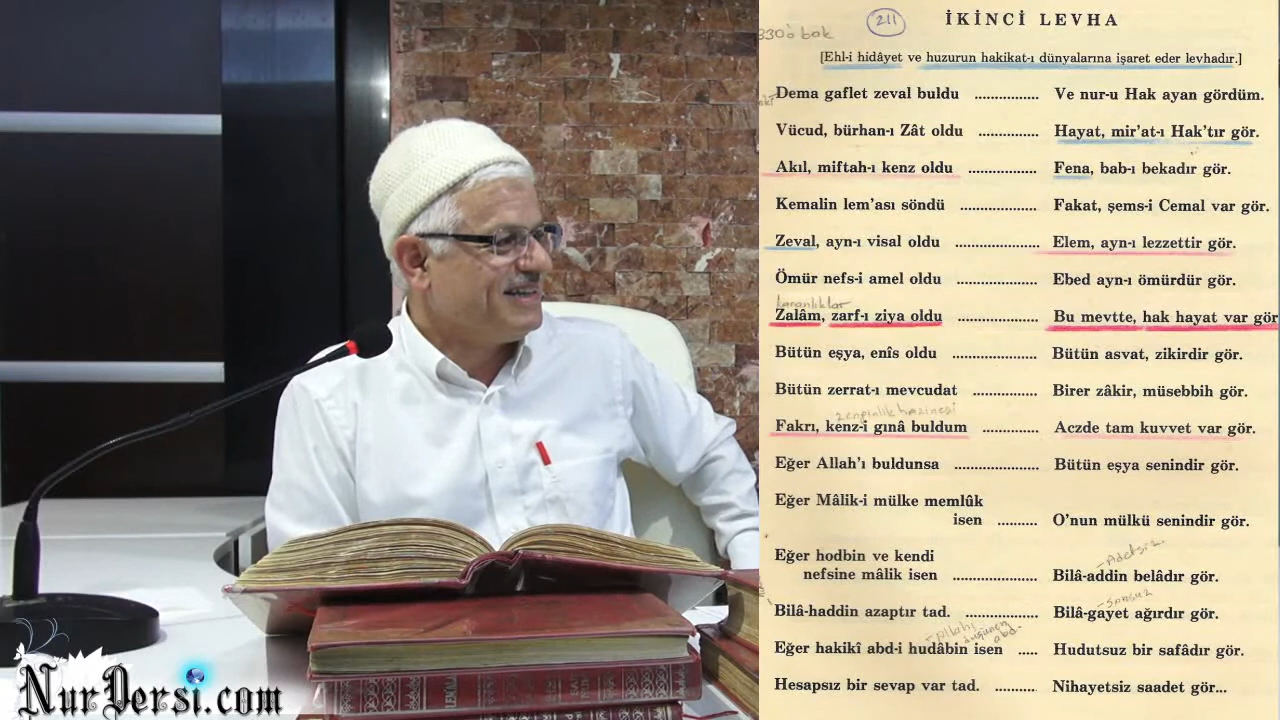 211
İKİNCİ LEVHA
330'a bak
[Ehl-i hidâyet ve huzurun hakikat-ı dünyalarına işaret eder levhadır.]
Dema gaflet zeval buldu .................. Ve nur-u Hak ayan gördüm.
Vücud, bürhan-ı Zât oldu ................. Hayat, mir'at-ı Hak'tır gör.
Akıl, miftah-ı kenz oldu ................... Fena, bab-ı bekadır gör.
Kemalin lem'ası söndü ..................... Fakat, şems-i Cemal var gör.
Zeval, ayn-ı visal oldu ........................ Elem, ayn-ı lezzettir gör.
Ömür nefs-i amel oldu ...................... Ebed ayn-ı ömürdür gör.
karanlıklar
Zalâm, zarf-ı ziya oldu ....................... Bu mevtte, hak hayat var gör
Bütün eşya, enîs oldu ........................ Bütün asvat, zikirdir gör.
Bütün zerrat-ı mevcudat .................. Birer zâkir, müsebbih gör.
zenginlik hazinesi
Fakrı, kenz-i gınâ buldum ................ Aczde tam kuvvet var gör.
Eğer Allah'ı buldunsa ........................ Bütün eşya senindir gör.
Eğer Mâlik-i mülke memlûk
isen ........... O'nun mülkü senindir gör.
Eğer hodbin ve kendi
Adetsiz
nefsine mâlik isen ........................ Bilâ-addin belâdır gör.
sonsuz
Bilâ-haddin azaptır tad. .................... Bilâ-gayet ağırdır gör.
düşünen abd.
Eğer hakikî abd-i hudâbin isen ..... Hudutsuz bir safâdır gör.
Hesapsız bir sevap var tad. ............ Nihayetsiz saadet gör...
NurDersi.com